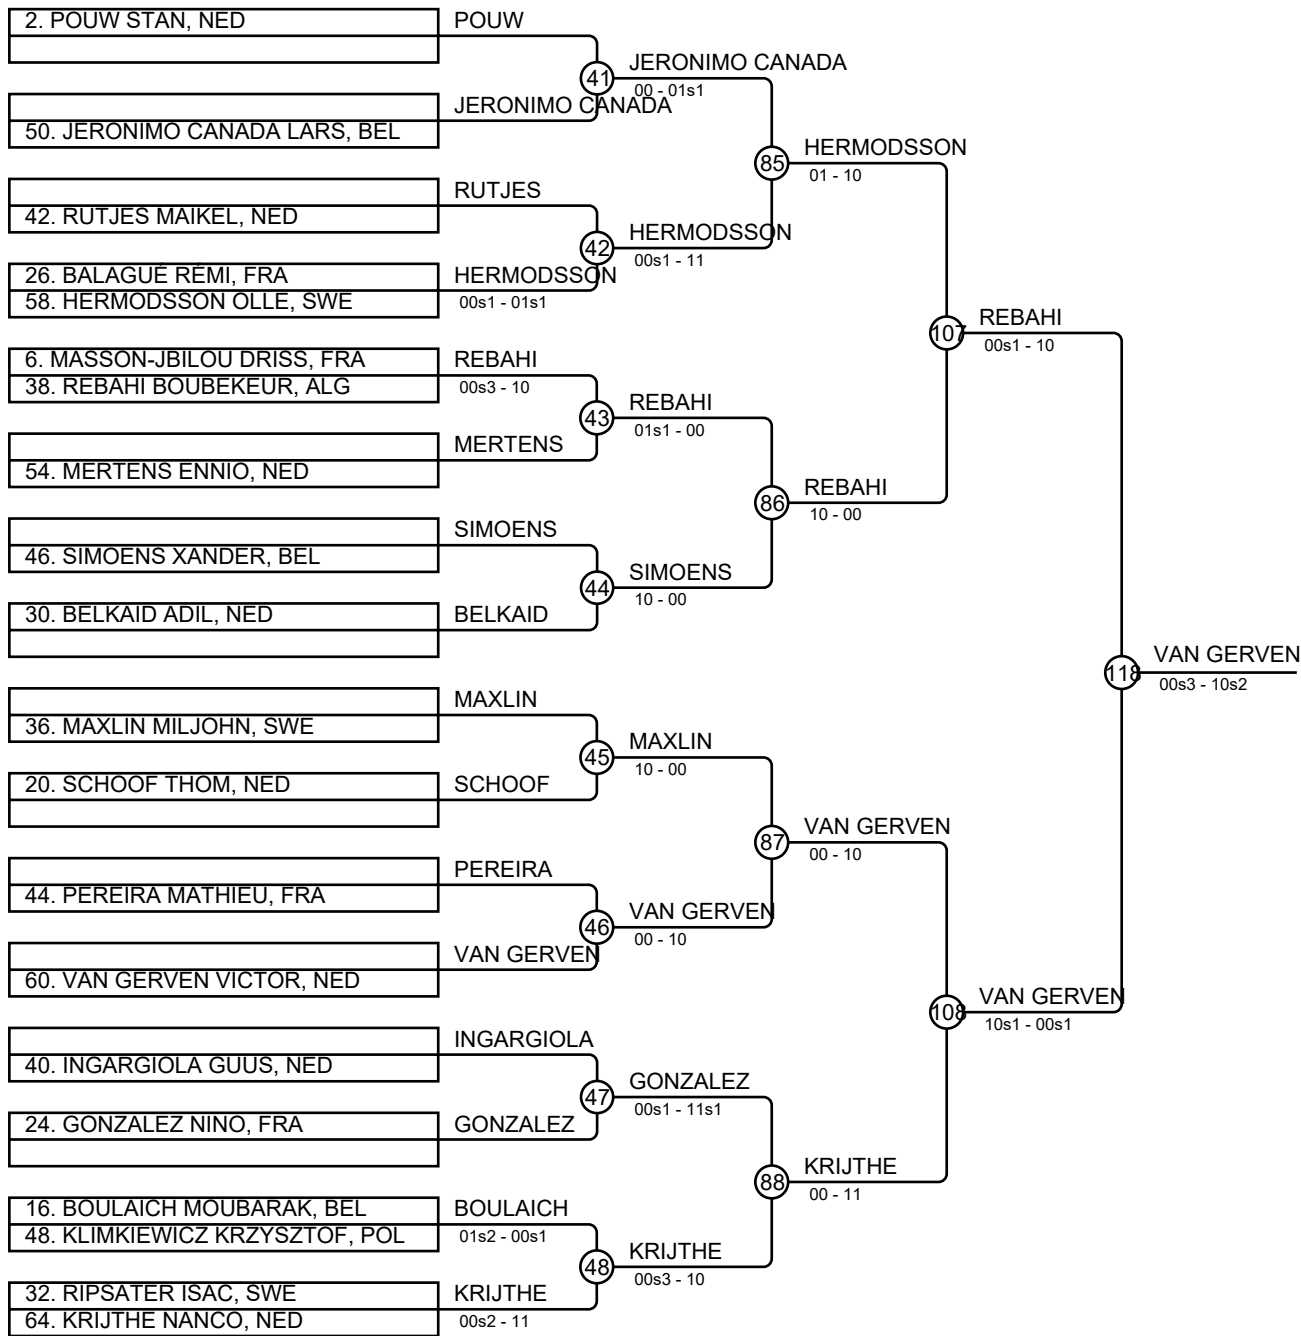 2. POUW STAN, NED
POUW
41
JERONIMO CANADA
00 - 01s1
JERONIMO CANADA
50. JERONIMO CANADA LARS, BEL
85
HERMODSSON
01 - 10
RUTJES
42. RUTJES MAIKEL, NED
42
HERMODSSON
00s1 - 11
26. BALAGUÉ RÉMI, FRA
58. HERMODSSON OLLE, SWE
HERMODSSON
00s1 - 01s1
107
REBAHI
00s1 - 10
6. MASSON-JBILOU DRISS, FRA
38. REBAHI BOUBEKEUR, ALG
REBAHI
00s3 - 10
43
REBAHI
01s1 - 00
MERTENS
54. MERTENS ENNIO, NED
86
REBAHI
10 - 00
SIMOENS
46. SIMOENS XANDER, BEL
44
SIMOENS
10 - 00
30. BELKAID ADIL, NED
BELKAID
118
VAN GERVEN
00s3 - 10s2
MAXLIN
36. MAXLIN MILJOHN, SWE
45
MAXLIN
10 - 00
20. SCHOOF THOM, NED
SCHOOF
87
VAN GERVEN
00 - 10
PEREIRA
44. PEREIRA MATHIEU, FRA
46
VAN GERVEN
00 - 10
VAN GERVEN
60. VAN GERVEN VICTOR, NED
108
VAN GERVEN
10s1 - 00s1
INGARGIOLA
40. INGARGIOLA GUUS, NED
47
GONZALEZ
00s1 - 11s1
24. GONZALEZ NINO, FRA
GONZALEZ
88
KRIJTHE
00 - 11
16. BOULAICH MOUBARAK, BEL
48. KLIMKIEWICZ KRZYSZTOF, POL
BOULAICH
01s2 - 00s1
48
KRIJTHE
00s3 - 10
32. RIPSATER ISAC, SWE
64. KRIJTHE NANCO, NED
KRIJTHE
00s2 - 11